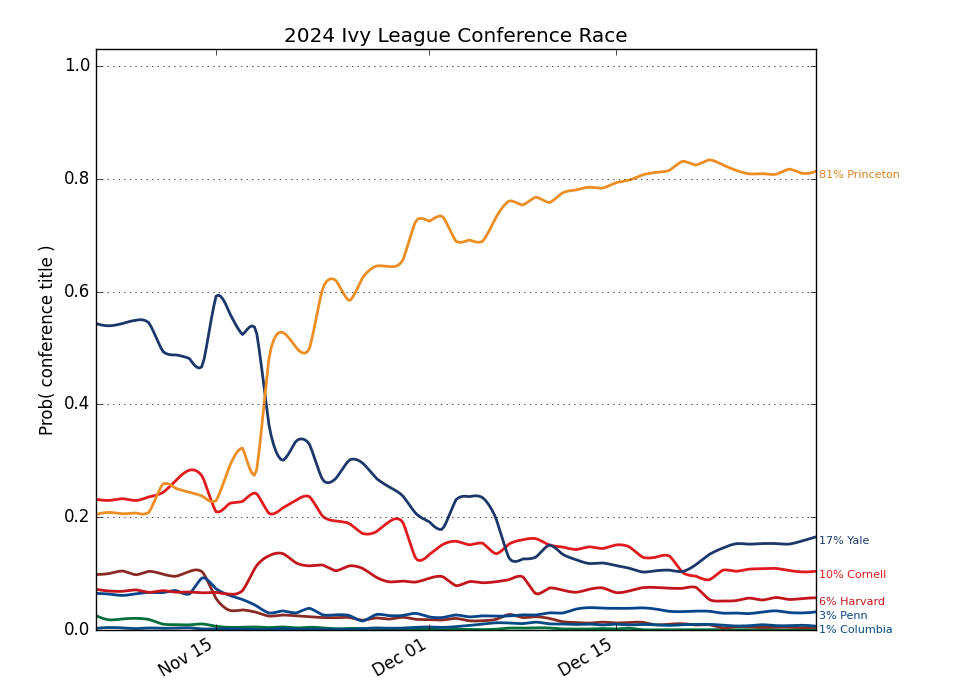 2024 Ivy League Conference Race
Prob( conference title )
1.0
0.8
0.6
0.4
0.2
0.0
Nov 15
Dec 01
Dec 15
81% Princeton
17% Yale
10% Cornell
6% Harvard
3% Penn
1% Columbia